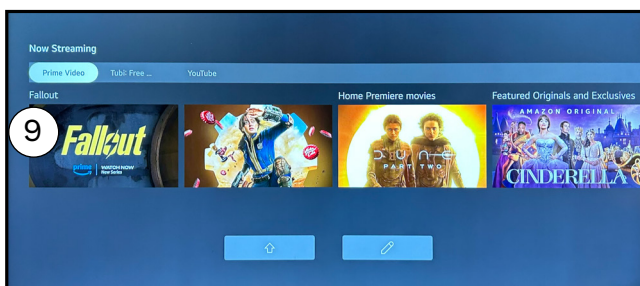 Now Streaming
Prime Video Tubi: Free ... YouTube
Fallout Home Premiere movies Featured Originals and Exclusives
9
Fallout
prime WATCH NOW
New Series
DUNE
PART TWO
AMAZON ORIGINAL
CINDERELLA